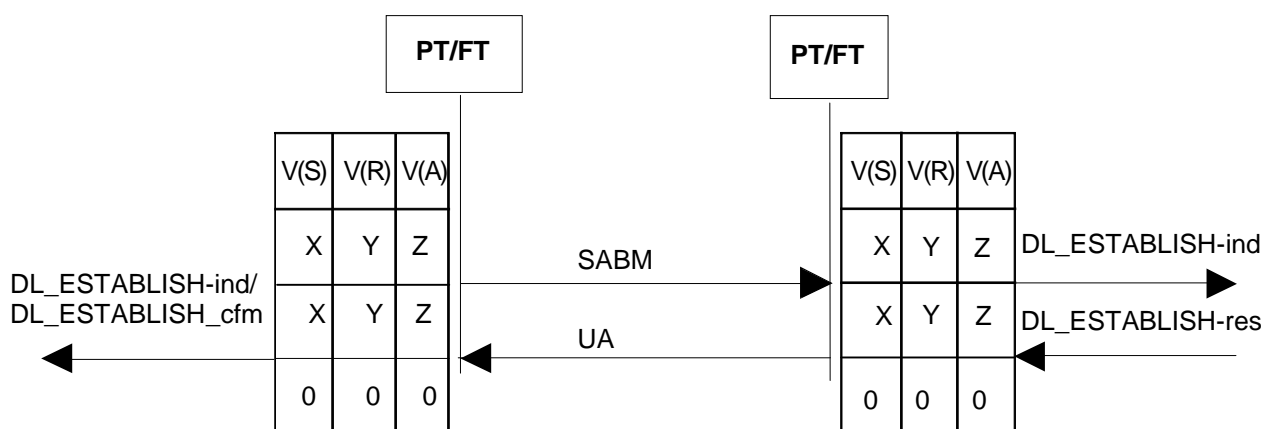 PT/FT
PT/FT
V(S) V(R) V(A)
V(S) V(R) V(A)
X Y Z
X Y Z
DL_ESTABLISH-ind
SABM
DL_ESTABLISH-ind/
DL_ESTABLISH_cfm
X Y Z
X Y Z
DL_ESTABLISH-res
UA
0 0 0
0 0 0